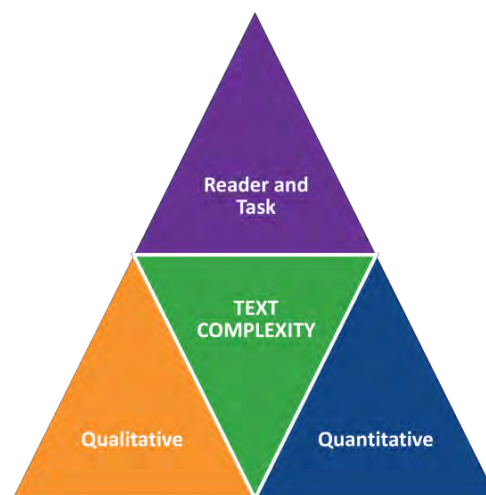 Reader and
Task
TEXT
COMPLEXITY
Qualitative
Quantitative